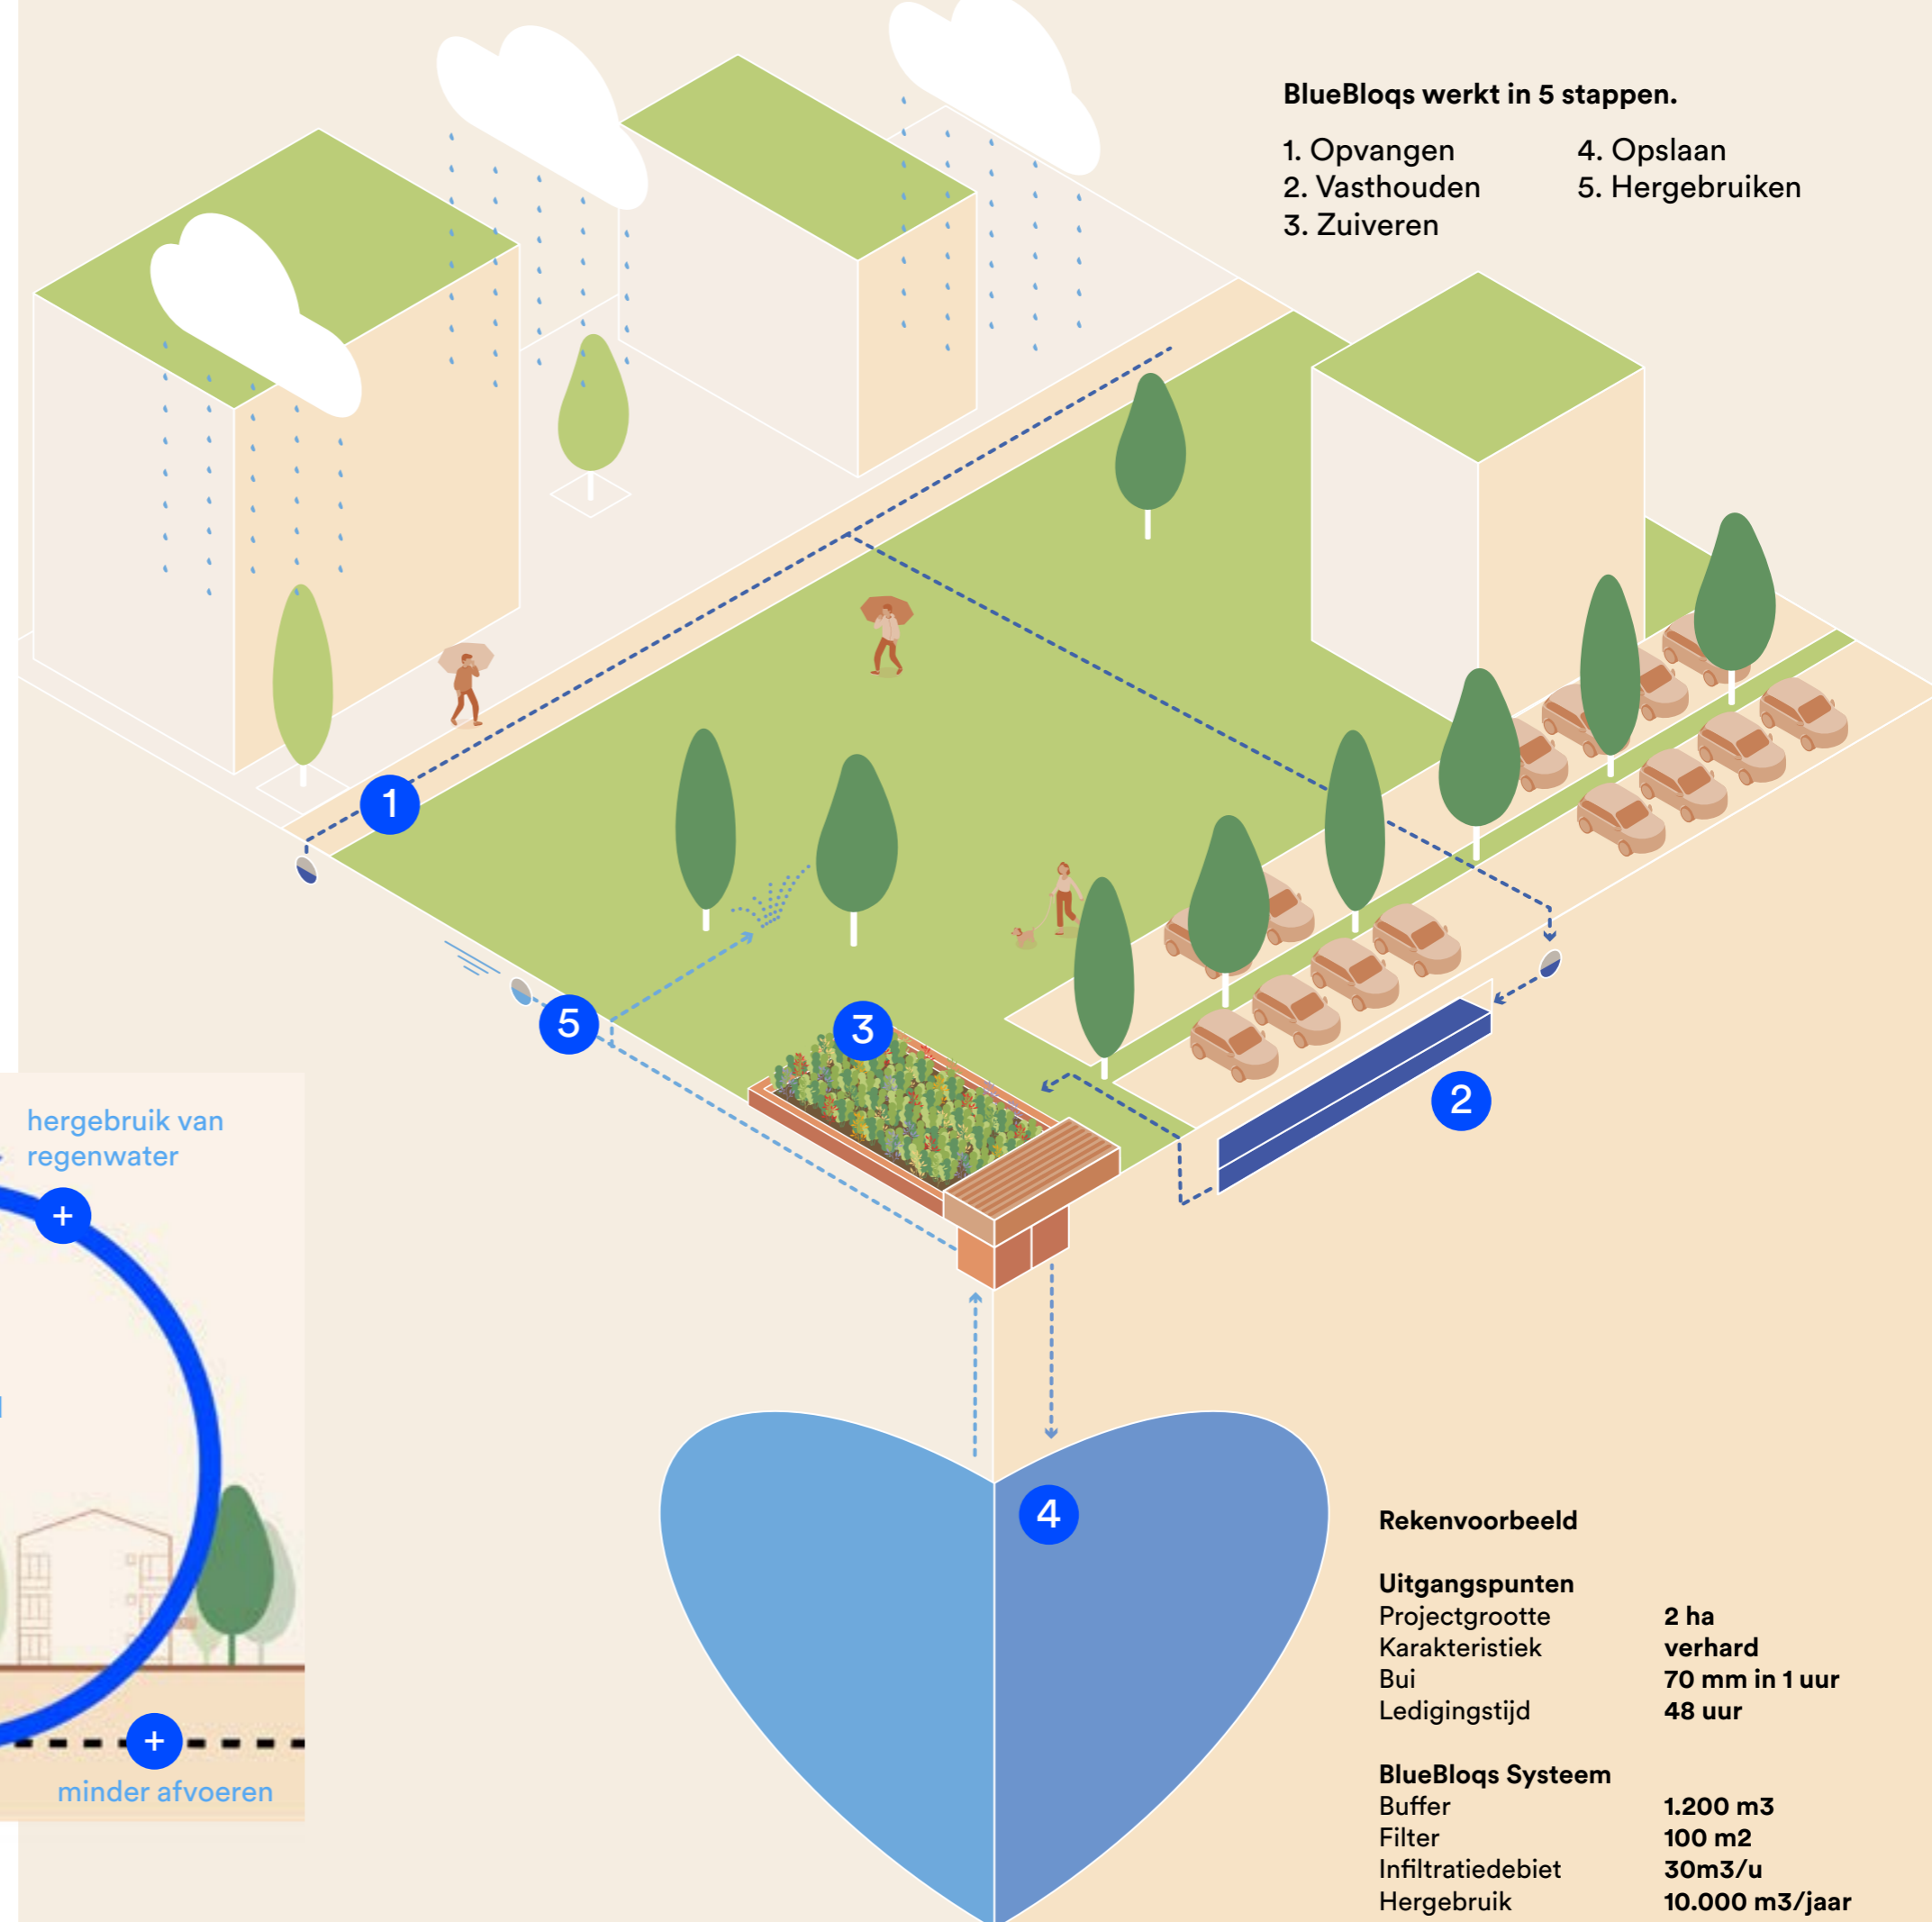 BlueBloqs werkt in 5 stappen.
1. Opvangen
2. Vasthouden
3. Zuiveren
4. Opslaan
5. Hergebruiken
1
2
3
5
4
hergebruik van
regenwater
+
+
minder afvoeren
Rekenvoorbeeld
Uitgangspunten
Projectgrootte 2 ha
Karakteristiek verhard
Bui 70 mm in 1 uur
Ledigingstijd 48 uur
BlueBloqs Systeem
Buffer 1.200 m3
Filter 100 m2
Infiltratiedebiet 30m3/u
Hergebruik 10.000 m3/jaar